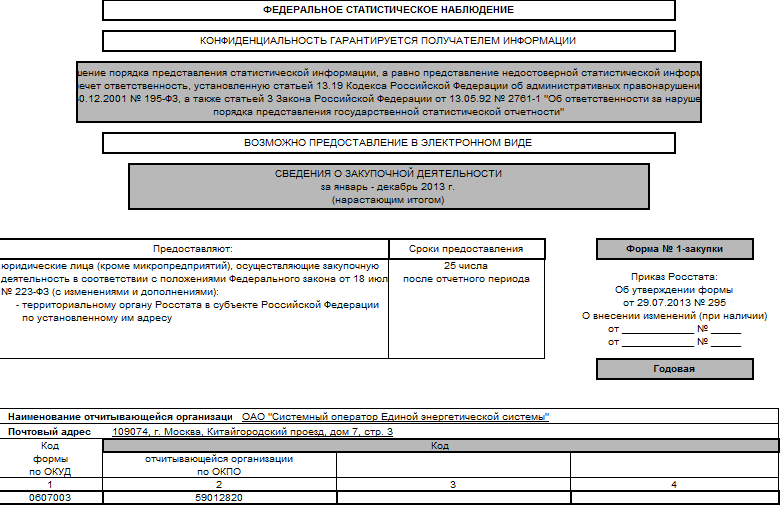 ФЕДЕРАЛЬНОЕ СТАТИСТИЧЕСКОЕ НАБЛЮДЕНИЕ
КОНФИДЕНЦИАЛЬНОСТЬ ГАРАНТИРУЕТСЯ ПОЛУЧАТЕЛЕМ ИНФОРМАЦИИ
порядка представления статистической информации, а равно представление недостоверной статистической
ответственность, установленную статьей 13.19 Кодекса Российской Федерации об административных
.12.2001 № 195-ФЗ, а также статьей 3 Закона Российской Федерации от 13.05.92 № 2761-1 "Об ответственности за
порядка представления государственной статистической отчетности"
ВОЗМОЖНО ПРЕДОСТАВЛЕНИЕ В ЭЛЕКТРОННОМ ВИДЕ
СВЕДЕНИЯ О ЗАКУПОЧНОЙ ДЕЯТЕЛЬНОСТИ
за январь - декабрь 2013 г.
(нарастающим итогом)
Предоставляют:
Сроки предоставления
юридические лица (кроме микропредприятий), осуществляющие закупочную
деятельность в соответствии с положениями Федерального закона от 18 июл
№ 223-ФЗ (с изменениями и дополнениями):
- территориальному органу Росстата в субъекте Российской Федерации
по установленному им адресу
25 числа
после отчетного периода
Форма № 1-закупки
Приказ Росстата:
Об утверждении формы
от 29.07.2013 № 295
О внесении изменений (при наличии)
от _____________ № _____
от _____________ № _____
Годовая
Наименование отчитывающейся организаци ОАО "Системный оператор Единой энергетической системы"
Почтовый адрес 109074, г. Москва, Китайгородский проезд, дом 7, стр. 3
Код
формы
по ОКУД
Код
отчитывающейся организации
по ОКПО
1 2 3 4
0607003 59012820